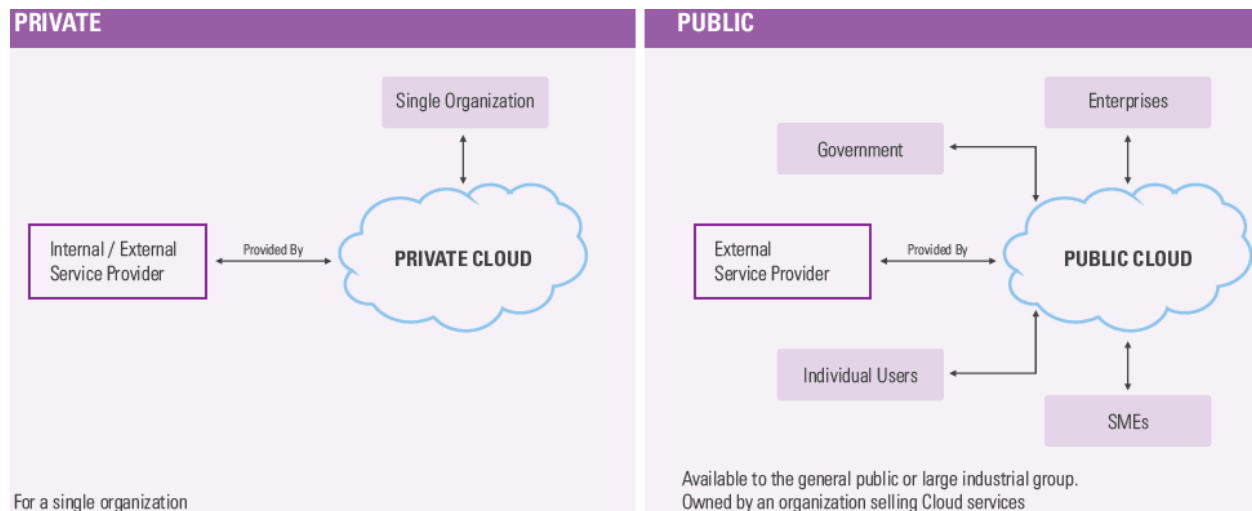 PRIVATE
Single Organization
Internal / External
Service Provider
Provided By
PRIVATE CLOUD
For a single organization
PUBLIC
Enterprises
Government
External
Service Provider
Provided By
PUBLIC CLOUD
Individual Users
SMEs
Available to the general public or large industrial group.
Owned by an organization selling Cloud services